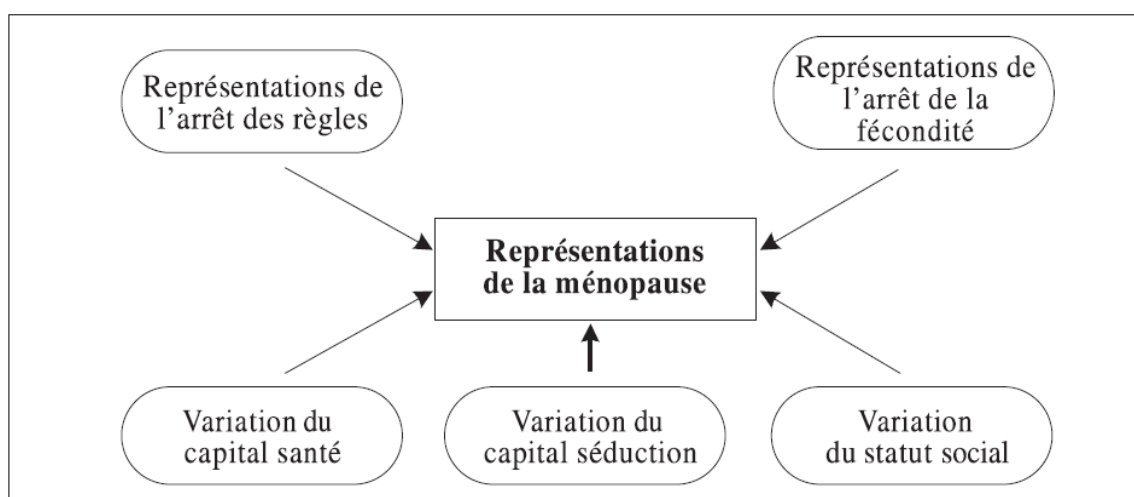 Représentations de
l'arrêt des règles
Représentations de
l'arrêt de la
fécondité
Représentations
de la ménopause
Variation du
capital santé
Variation du
capital séduction
Variation
du statut social